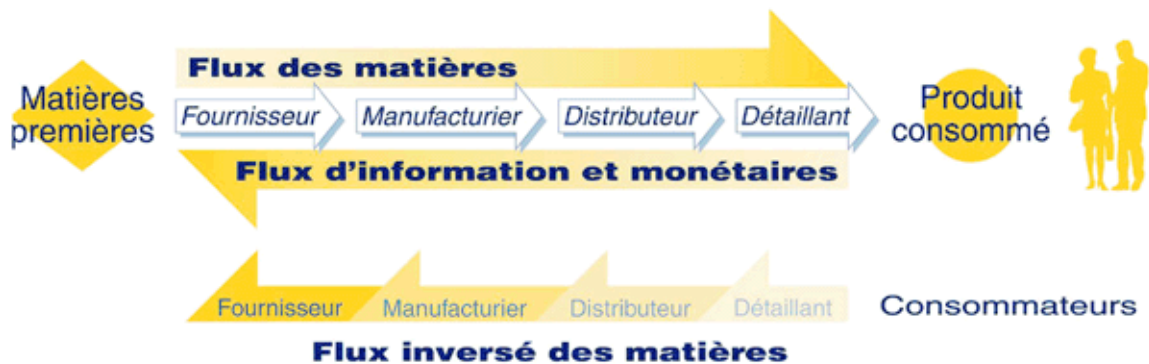 Flux des matières
Matières
premières
Fournisseur
Manufacturier
Distributeur
Détaillant
Produit
consommé
Flux d'information et monétaires
Fournisseur
Manufacturier
Distributeur
Détaillant
Consommateurs
Flux inversé des matières